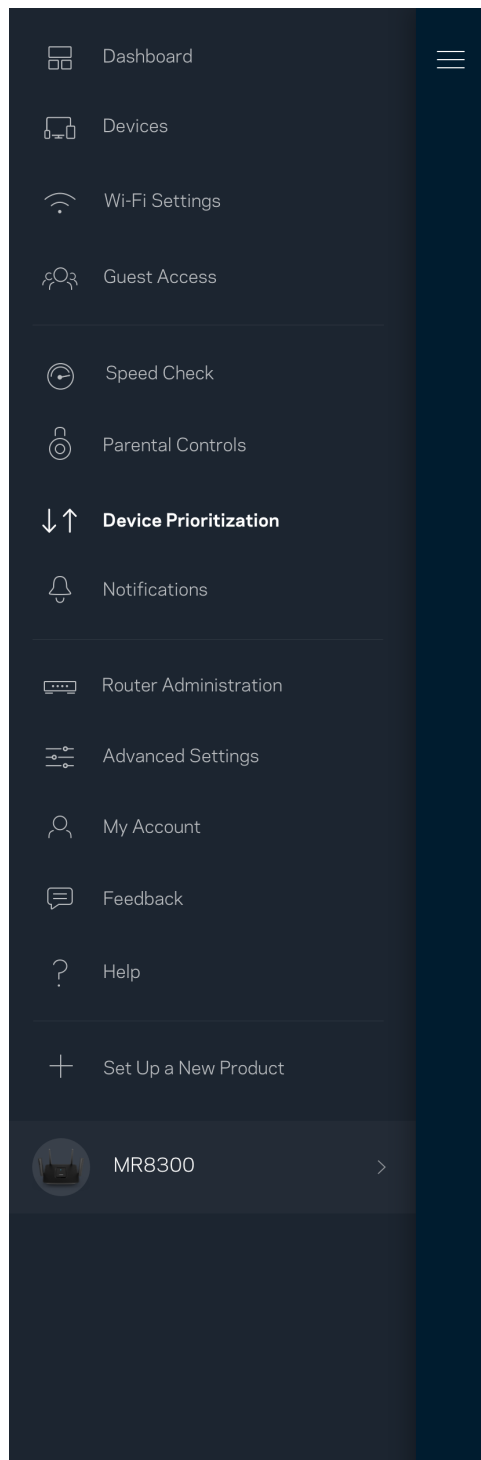 Dashboard
Devices
Wi-Fi Settings
Guest Access
Speed Check
Parental Controls
Device Prioritization
Notifications
Router Administration
Advanced Settings
My Account
Feedback
Help
Set Up a New Product
MR8300